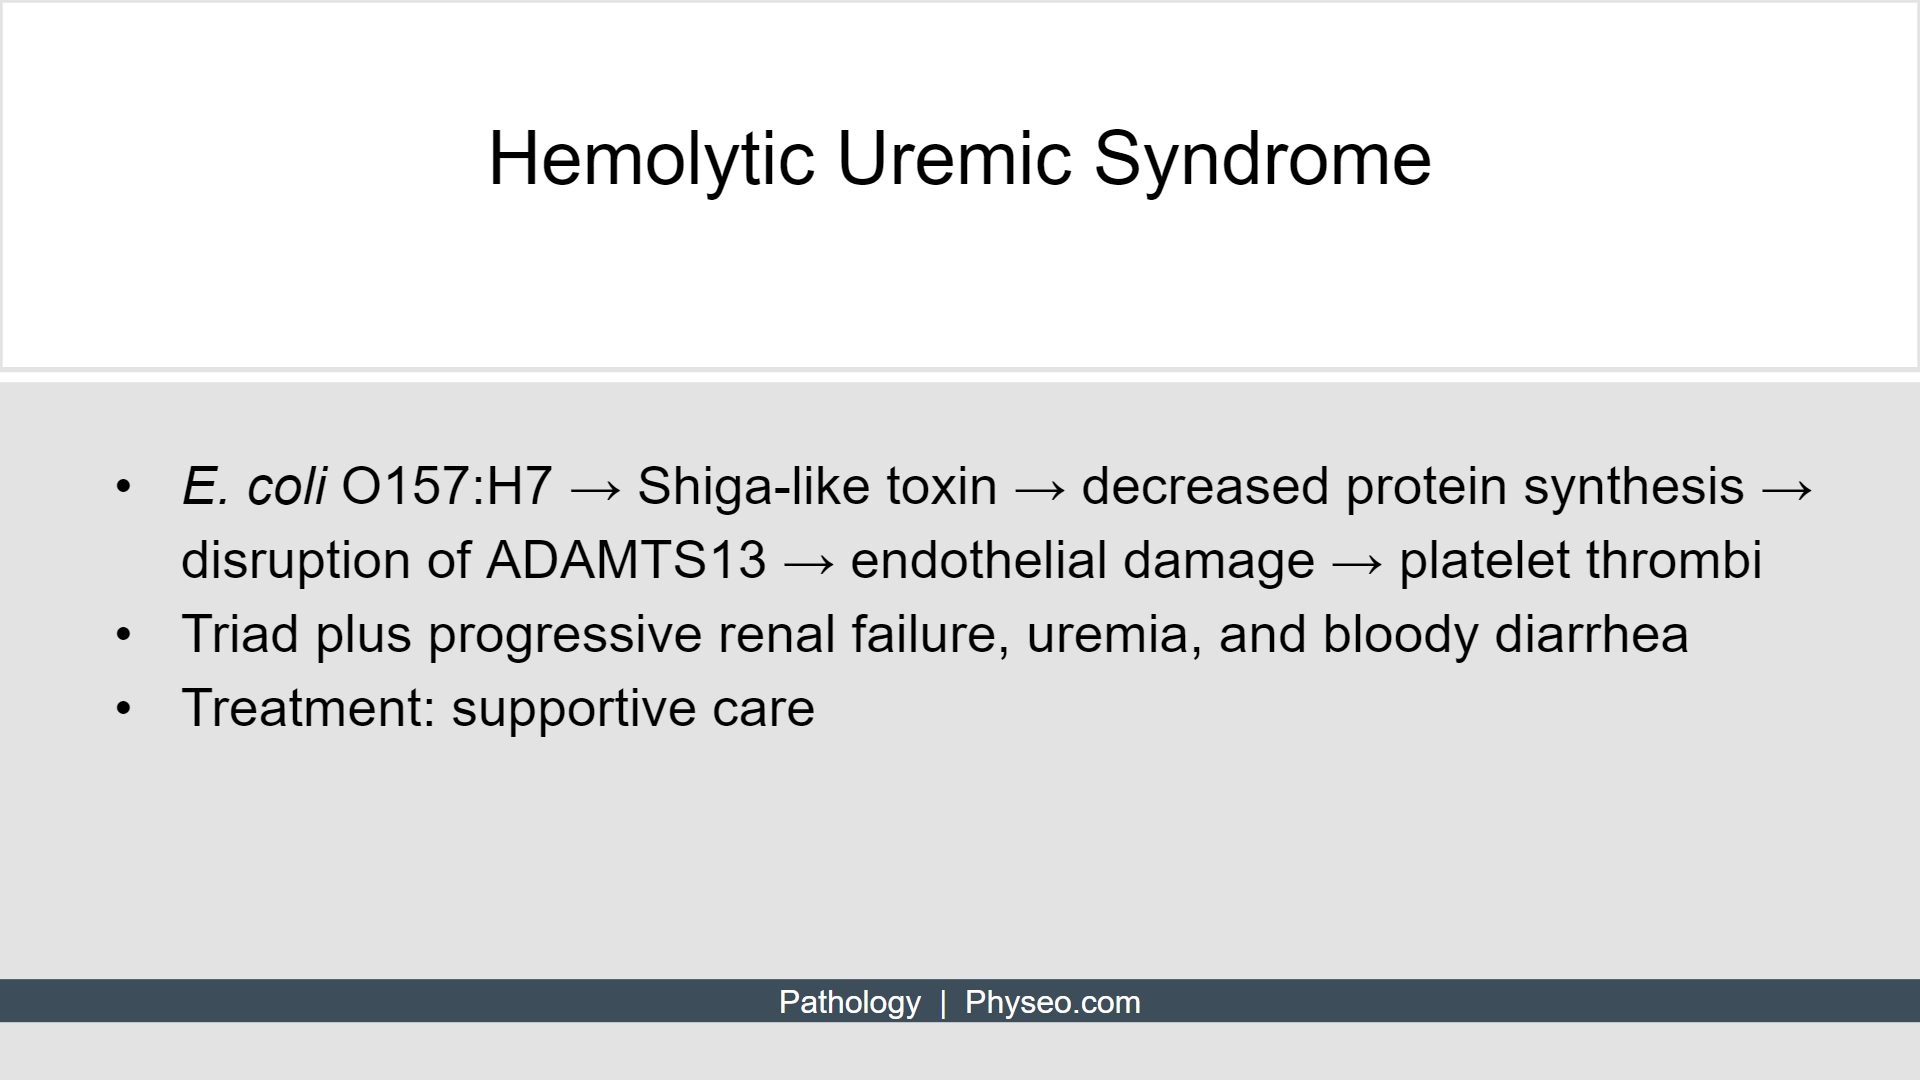 Hemolytic Uremic Syndrome
• E. coli O157:H7 → Shiga-like toxin → decreased protein synthesis →
disruption of ADAMTS13 → endothelial damage → platelet thrombi
• Triad plus progressive renal failure, uremia, and bloody diarrhea
• Treatment: supportive care
Pathology | Physeo.com